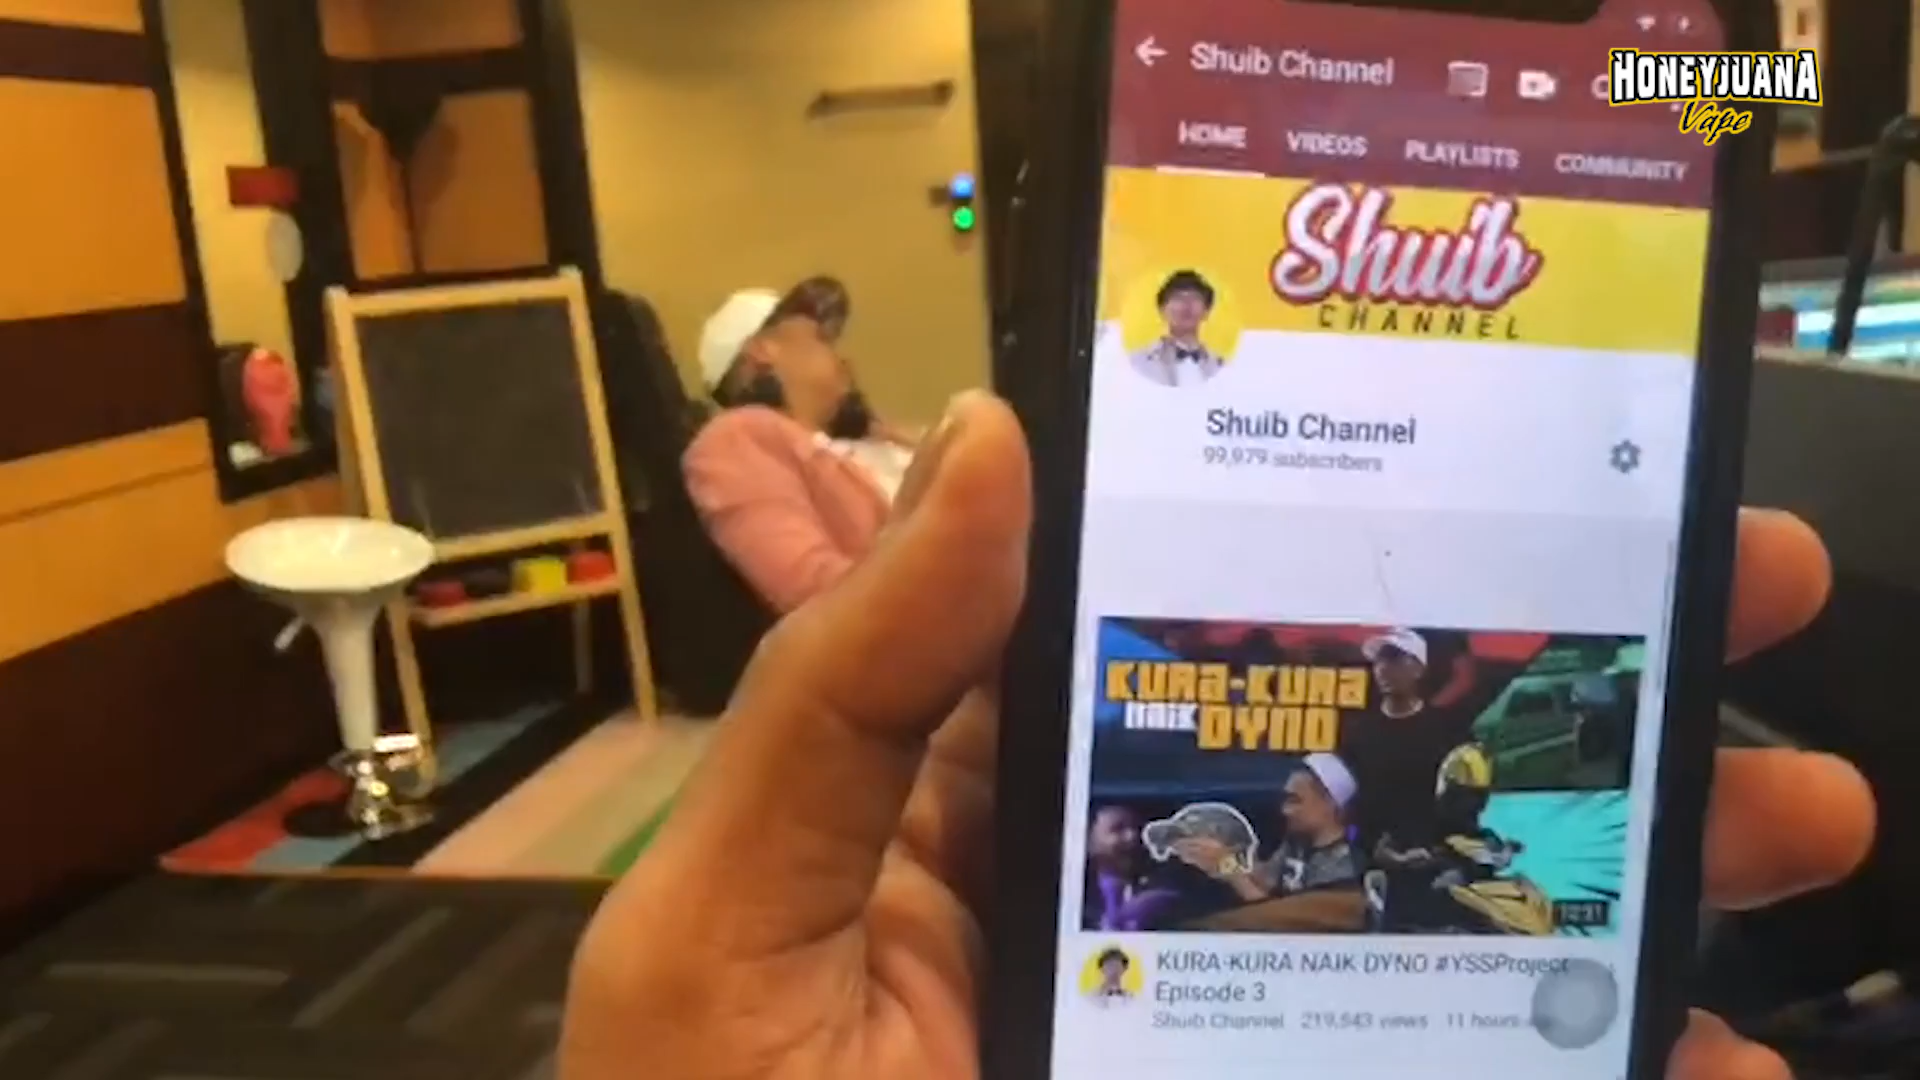 Shuib Channel
HONEYJUANA
Vape
HOME VIDEOS PLAYLISTS COMMUNITY
Shuib
CHANNEL
Shuib Channel
99,979 subscribers
KURA-KURA
NAIK DYNO
KURA-KURA NAIK DYNO #YSSProject
Episode 3
Shuib Channel 219,543 views 11 hours